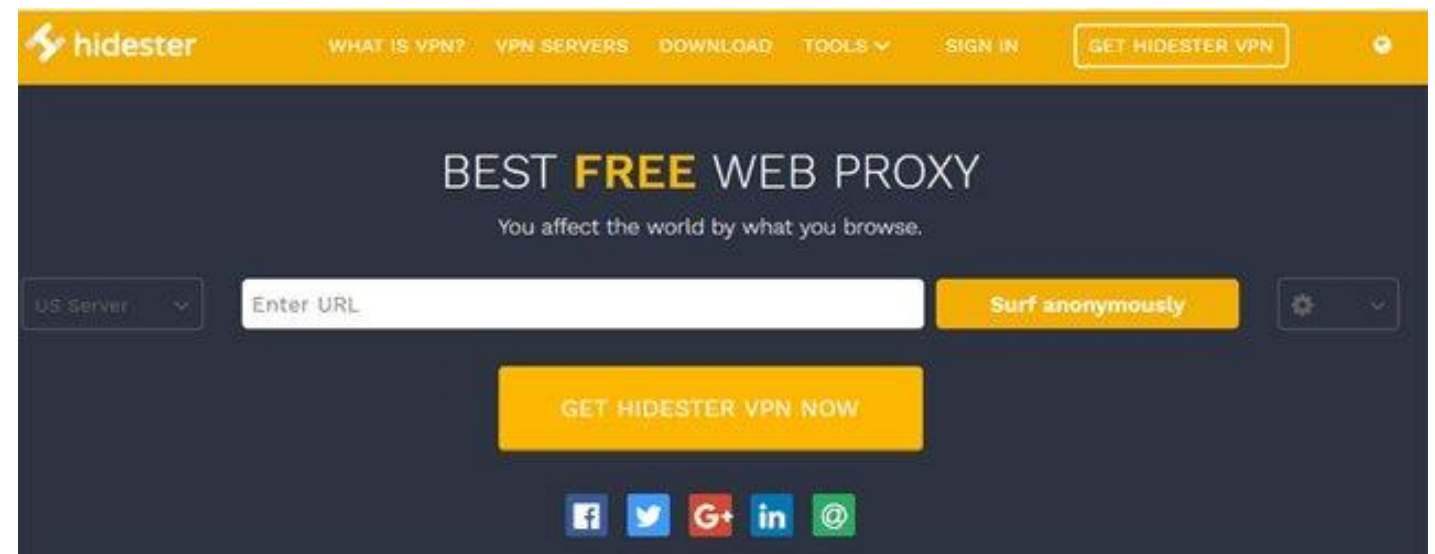 hidester WHAT IS VPN? VPN SERVERS DOWNLOAD TOOLS SIGN IN GET HIDESTER VPN
BEST FREE WEB PROXY
You affect the world by what you browse.
US Server Enter URL Surf anonymously
GET HIDESTER VPN NOW
f G+ in @